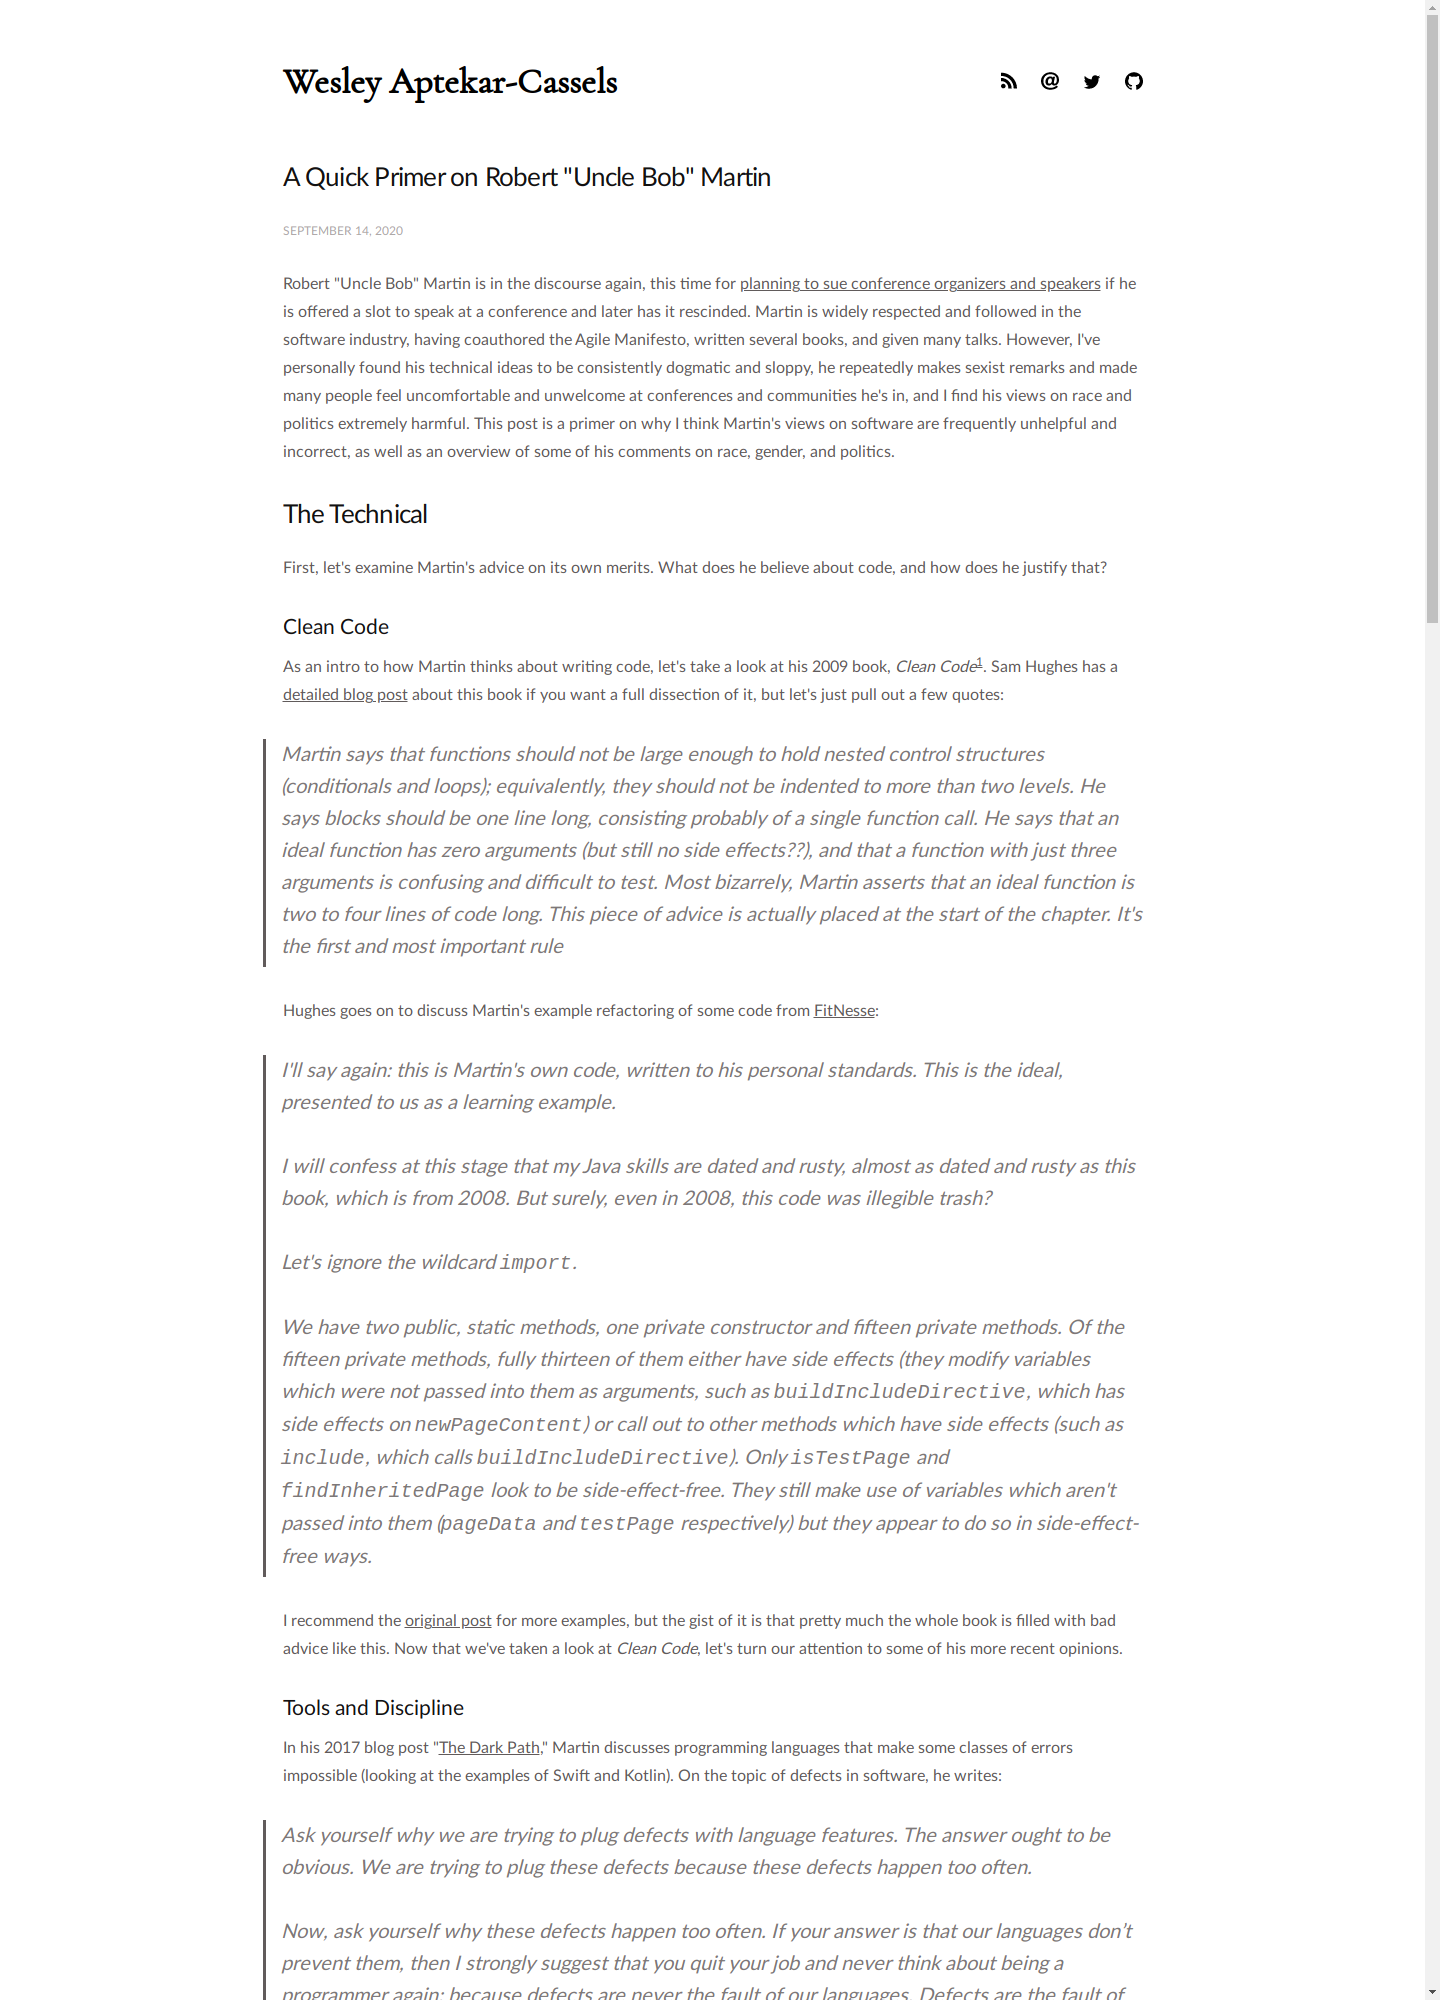 Wesley Aptekar-Cassels
A Quick Primer on Robert "Uncle Bob" Martin
SEPTEMBER 14, 2020
Robert "Uncle Bob" Martin is in the discourse again, this time for planning to sue conference organizers and speakers if he
is offered a slot to speak at a conference and later has it rescinded. Martin is widely respected and followed in the
software industry, having coauthored the Agile Manifesto, written several books, and given many talks. However, I've
personally found his technical ideas to be consistently dogmatic and sloppy, he repeatedly makes sexist remarks and made
many people feel uncomfortable and unwelcome at conferences and communities he's in, and I find his views on race and
politics extremely harmful. This post is a primer on why I think Martin's views on software are frequently unhelpful and
incorrect, as well as an overview of some of his comments on race, gender, and politics.
The Technical
First, let's examine Martin's advice on its own merits. What does he believe about code, and how does he justify that?
Clean Code
As an intro to how Martin thinks about writing code, let's take a look at his 2009 book, Clean Code1. Sam Hughes has a
detailed blog post about this book if you want a full dissection of it, but let's just pull out a few quotes:
Martin says that functions should not be large enough to hold nested control structures
(conditionals and loops); equivalently, they should not be indented to more than two levels. He
says blocks should be one line long, consisting probably of a single function call. He says that an
ideal function has zero arguments (but still no side effects??), and that a function with just three
arguments is confusing and difficult to test. Most bizarrely, Martin asserts that an ideal function is
two to four lines of code long. This piece of advice is actually placed at the start of the chapter. It's
the first and most important rule
Hughes goes on to discuss Martin's example refactoring of some code from FitNesse:
I'll say again: this is Martin's own code, written to his personal standards. This is the ideal,
presented to us as a learning example.
I will confess at this stage that my Java skills are dated and rusty, almost as dated and rusty as this
book, which is from 2008. But surely, even in 2008, this code was illegible trash?
Let's ignore the wildcard import.
We have two public, static methods, one private constructor and fifteen private methods. Of the
fifteen private methods, fully thirteen of them either have side effects (they modify variables
which were not passed into them as arguments, such as buildIncludeDirective, which has
side effects on newPageContent) or call out to other methods which have side effects (such as
include, which calls buildIncludeDirective). Only isTestPage and
findInheritedPage look to be side-effect-free. They still make use of variables which aren't
passed into them (pageData and testPage respectively) but they appear to do so in side-effect-
free ways.
I recommend the original post for more examples, but the gist of it is that pretty much the whole book is filled with bad
advice like this. Now that we've taken a look at Clean Code, let's turn our attention to some of his more recent opinions.
Tools and Discipline
In his 2017 blog post "The Dark Path," Martin discusses programming languages that make some classes of errors
impossible (looking at the examples of Swift and Kotlin). On the topic of defects in software, he writes:
Ask yourself why we are trying to plug defects with language features. The answer ought to be
obvious. We are trying to plug these defects because these defects happen too often.
Now, ask yourself why these defects happen too often. If your answer is that our languages don’t
prevent them, then I strongly suggest that you quit your job and never think about being a
programmer again; because defects are never the fault of our languages. Defects are the fault of